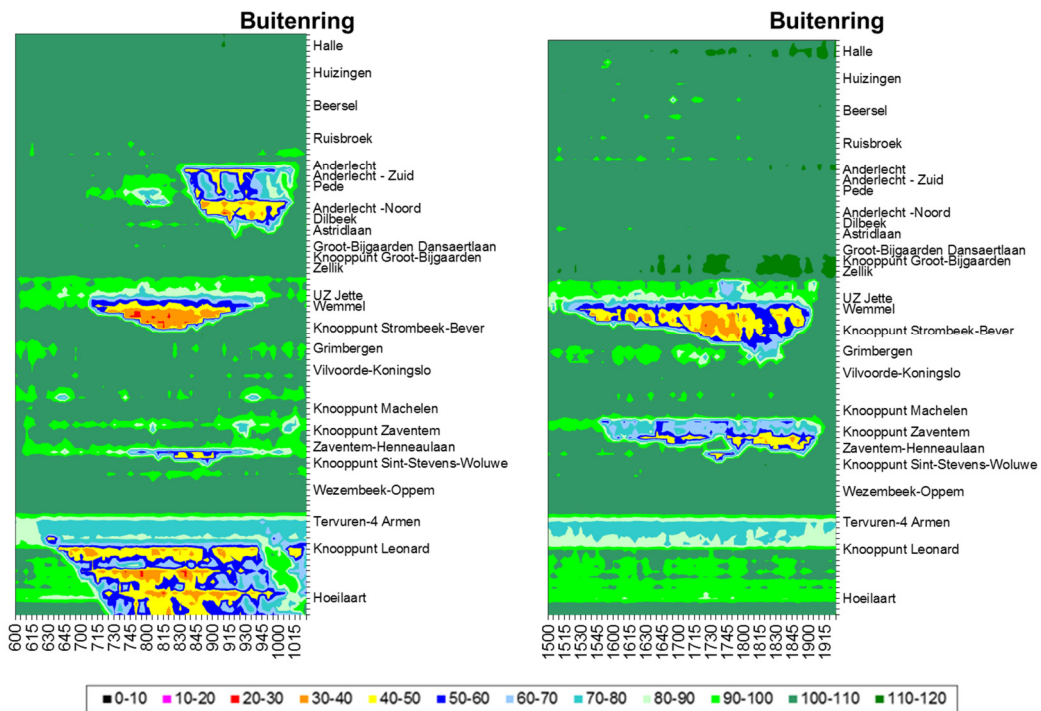 Buitenring
Halle
Huizingen
Beersel
Ruisbroek
Anderlecht
Anderlecht - Zuid
Pede
Anderlecht -Noord
Dilbeek
Astridlaan
Groot-Bijgaarden Dansaertlaan
Knooppunt Groot-Bijgaarden
Zellik
UZ Jette
Wemmel
Knooppunt Strombeek-Bever
Grimbergen
Vilvoorde-Koningslo
Knooppunt Machelen
Knooppunt Zaventem
Zaventem-Henneaulaan
Knooppunt Sint-Stevens-Woluwe
Wezembeek-Oppem
Tervuren-4 Armen
Knooppunt Leonard
Hoeilaart
600 615 630 645 700 715 730 745 800 815 830 845 900 915 930 945 1000 1015
Buitenring
Halle
Huizingen
Beersel
Ruisbroek
Anderlecht
Anderlecht - Zuid
Pede
Anderlecht -Noord
Dilbeek
Astridlaan
Groot-Bijgaarden Dansaertlaan
Knooppunt Groot-Bijgaarden
Zellik
UZ Jette
Wemmel
Knooppunt Strombeek-Bever
Grimbergen
Vilvoorde-Koningslo
Knooppunt Machelen
Knooppunt Zaventem
Zaventem-Henneaulaan
Knooppunt Sint-Stevens-Woluwe
Wezembeek-Oppem
Tervuren-4 Armen
Knooppunt Leonard
Hoeilaart
1500 1515 1530 1545 1600 1615 1630 1645 1700 1715 1730 1745 1800 1815 1830 1845 1900 1915
0-10 10-20 20-30 30-40 40-50 50-60 60-70 70-80 80-90 90-100 100-110 110-120